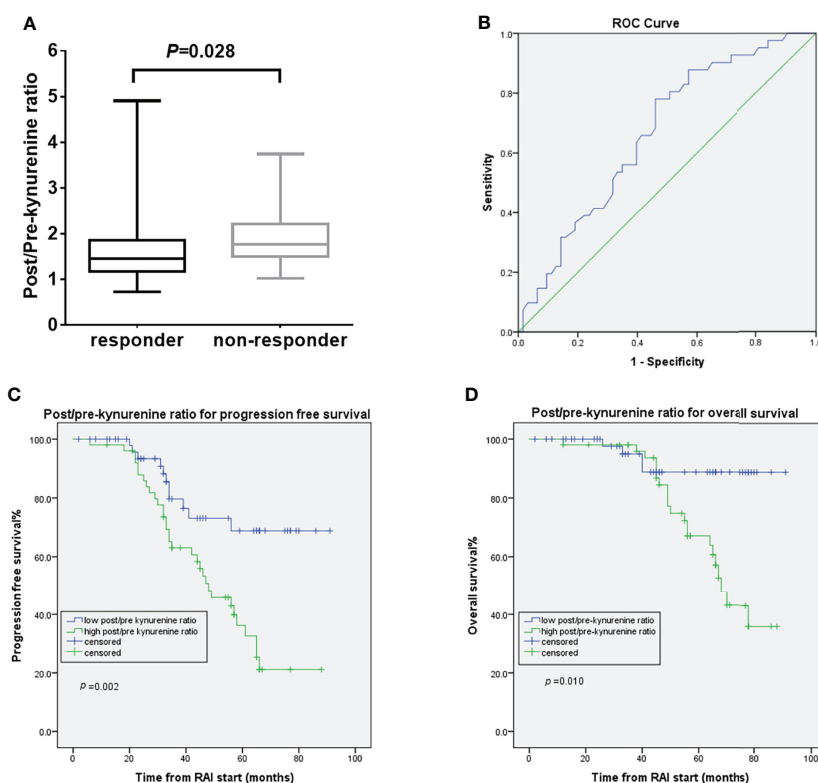 A
P=0.028
Post/Pre-kynurenine ratio
6
5
4
3
2
1
0
responder
non-responder
B
ROC Curve
Sensitivity
1.0
0.8
0.6
0.4
0.2
0.0
0.0
0.2
0.4
0.6
0.8
1.0
1 - Specificity
C
Post/pre-kynurenine ratio for progression free survival
Progression free survival%
100.0
80.0
60.0
40.0
20.0
0.0
low post/pre kynurenine ratio
high post/pre kynurenine ratio
censored
censored
p =0.002
0
20
40
60
80
100
Time from RAI start (months)
D
Post/pre-kynurenine ratio for overall survival
Overall survival%
100.0
80.0
60.0
40.0
20.0
0.0
low post/pre-kynurenine ratio
high post/pre-kynurenine ratio
censored
censored
p =0.010
0
20
40
60
80
100
Time from RAI start (months)